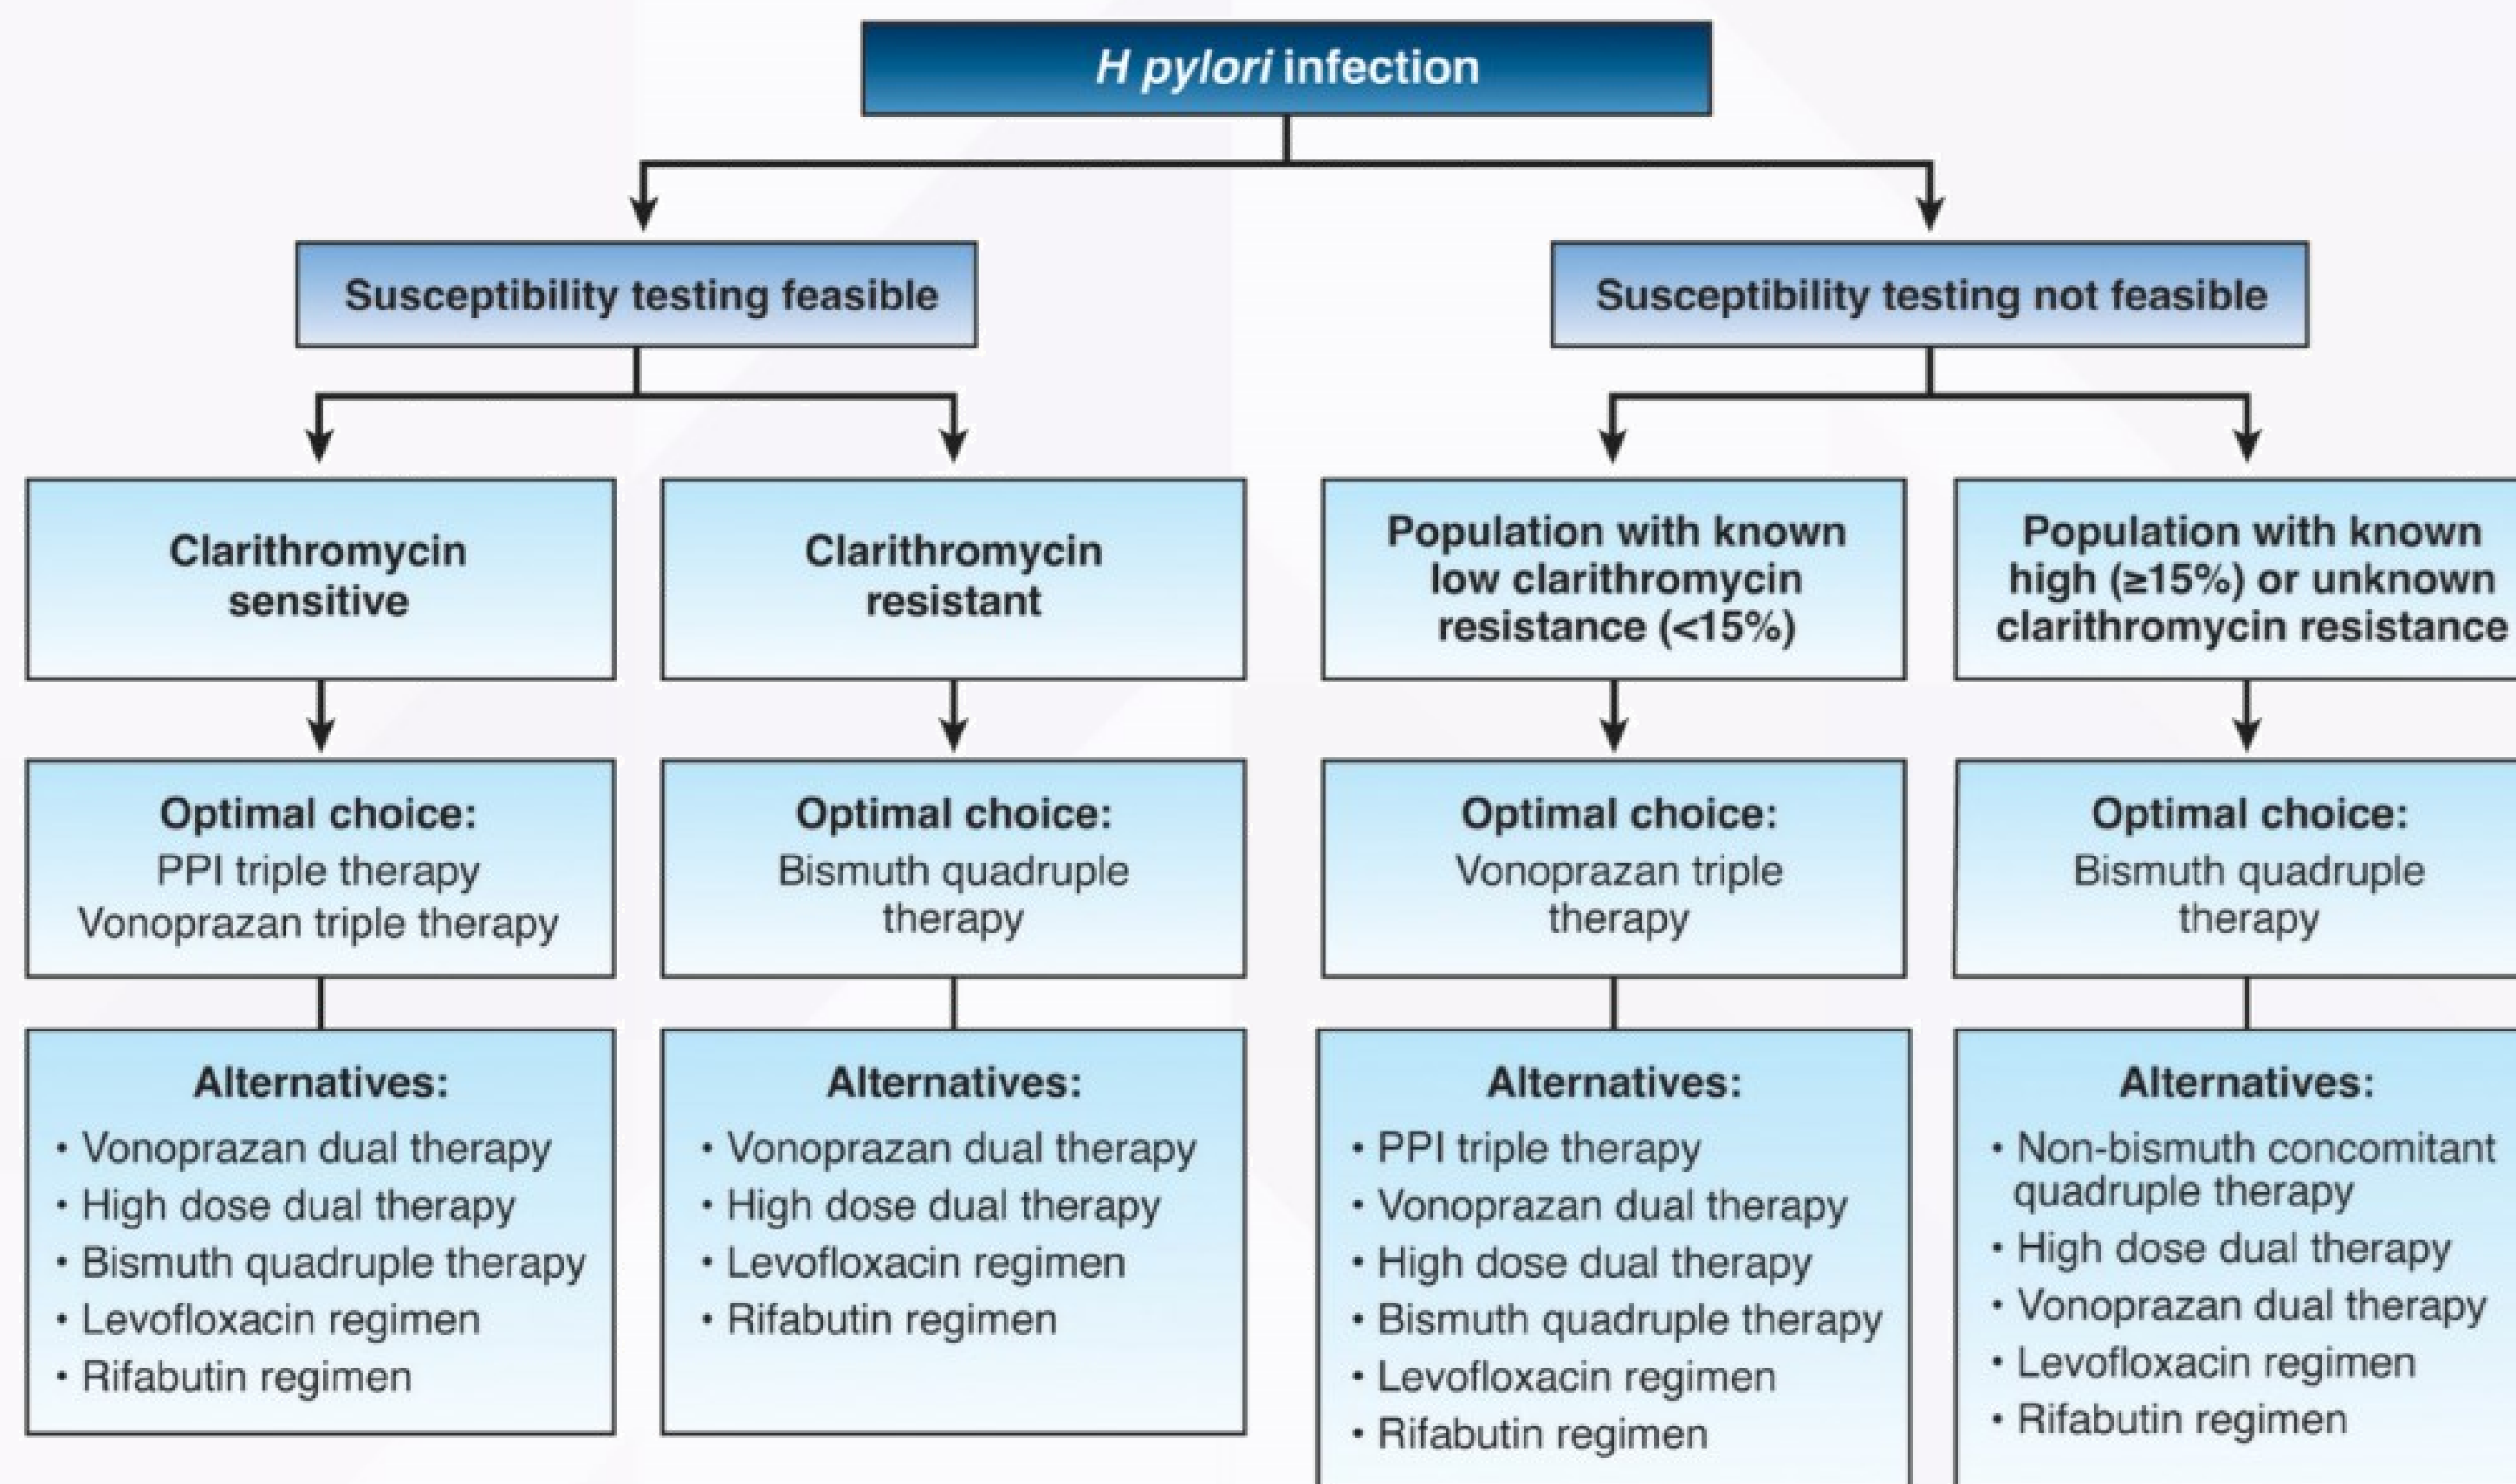 H pylori infection
Susceptibility testing feasible
Susceptibility testing not feasible
Clarithromycin
sensitive
Clarithromycin
resistant
Population with known
low clarithromycin
resistance (<15%)
Population with known
high (≥15%) or unknown
clarithromycin resistance
Optimal choice:
PPI triple therapy
Vonoprazan triple therapy
Optimal choice:
Bismuth quadruple
therapy
Optimal choice:
Vonoprazan triple
therapy
Optimal choice:
Bismuth quadruple
therapy
Alternatives:
• Vonoprazan dual therapy
• High dose dual therapy
• Bismuth quadruple therapy
• Levofloxacin regimen
• Rifabutin regimen
Alternatives:
• Vonoprazan dual therapy
• High dose dual therapy
• Levofloxacin regimen
• Rifabutin regimen
Alternatives:
• PPI triple therapy
• Vonoprazan dual therapy
• High dose dual therapy
• Bismuth quadruple therapy
• Levofloxacin regimen
• Rifabutin regimen
Alternatives:
• Non-bismuth concomitant
quadruple therapy
• High dose dual therapy
• Vonoprazan dual therapy
• Levofloxacin regimen
• Rifabutin regimen